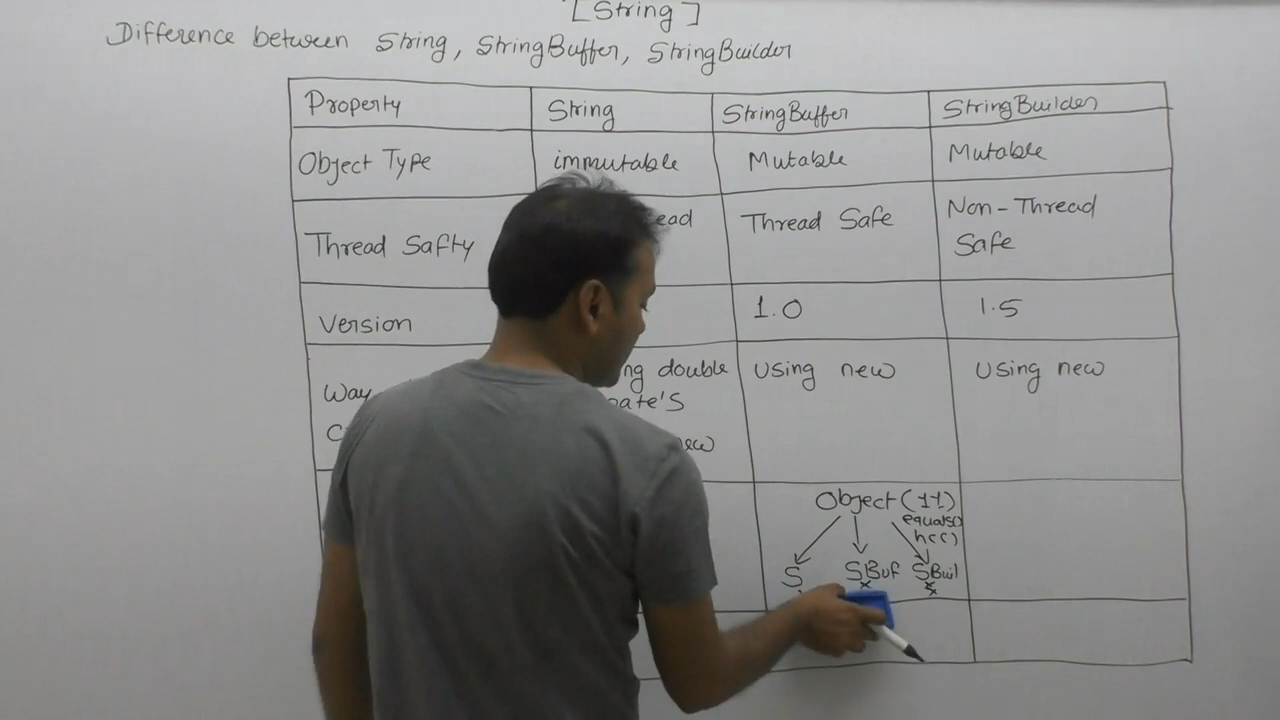 [String]
Difference between String, StringBuffer, StringBuilder
Property String StringBuffer StringBuilder
Object Type immutable Mutable Mutable
Thread Safty ead Thread Safe Non-Thread
Safe
Version 1.0 1.5
Way ng double Using new Using new
ate's
C ew
Object (11)
equals()
hc()
S SBuf SBuil